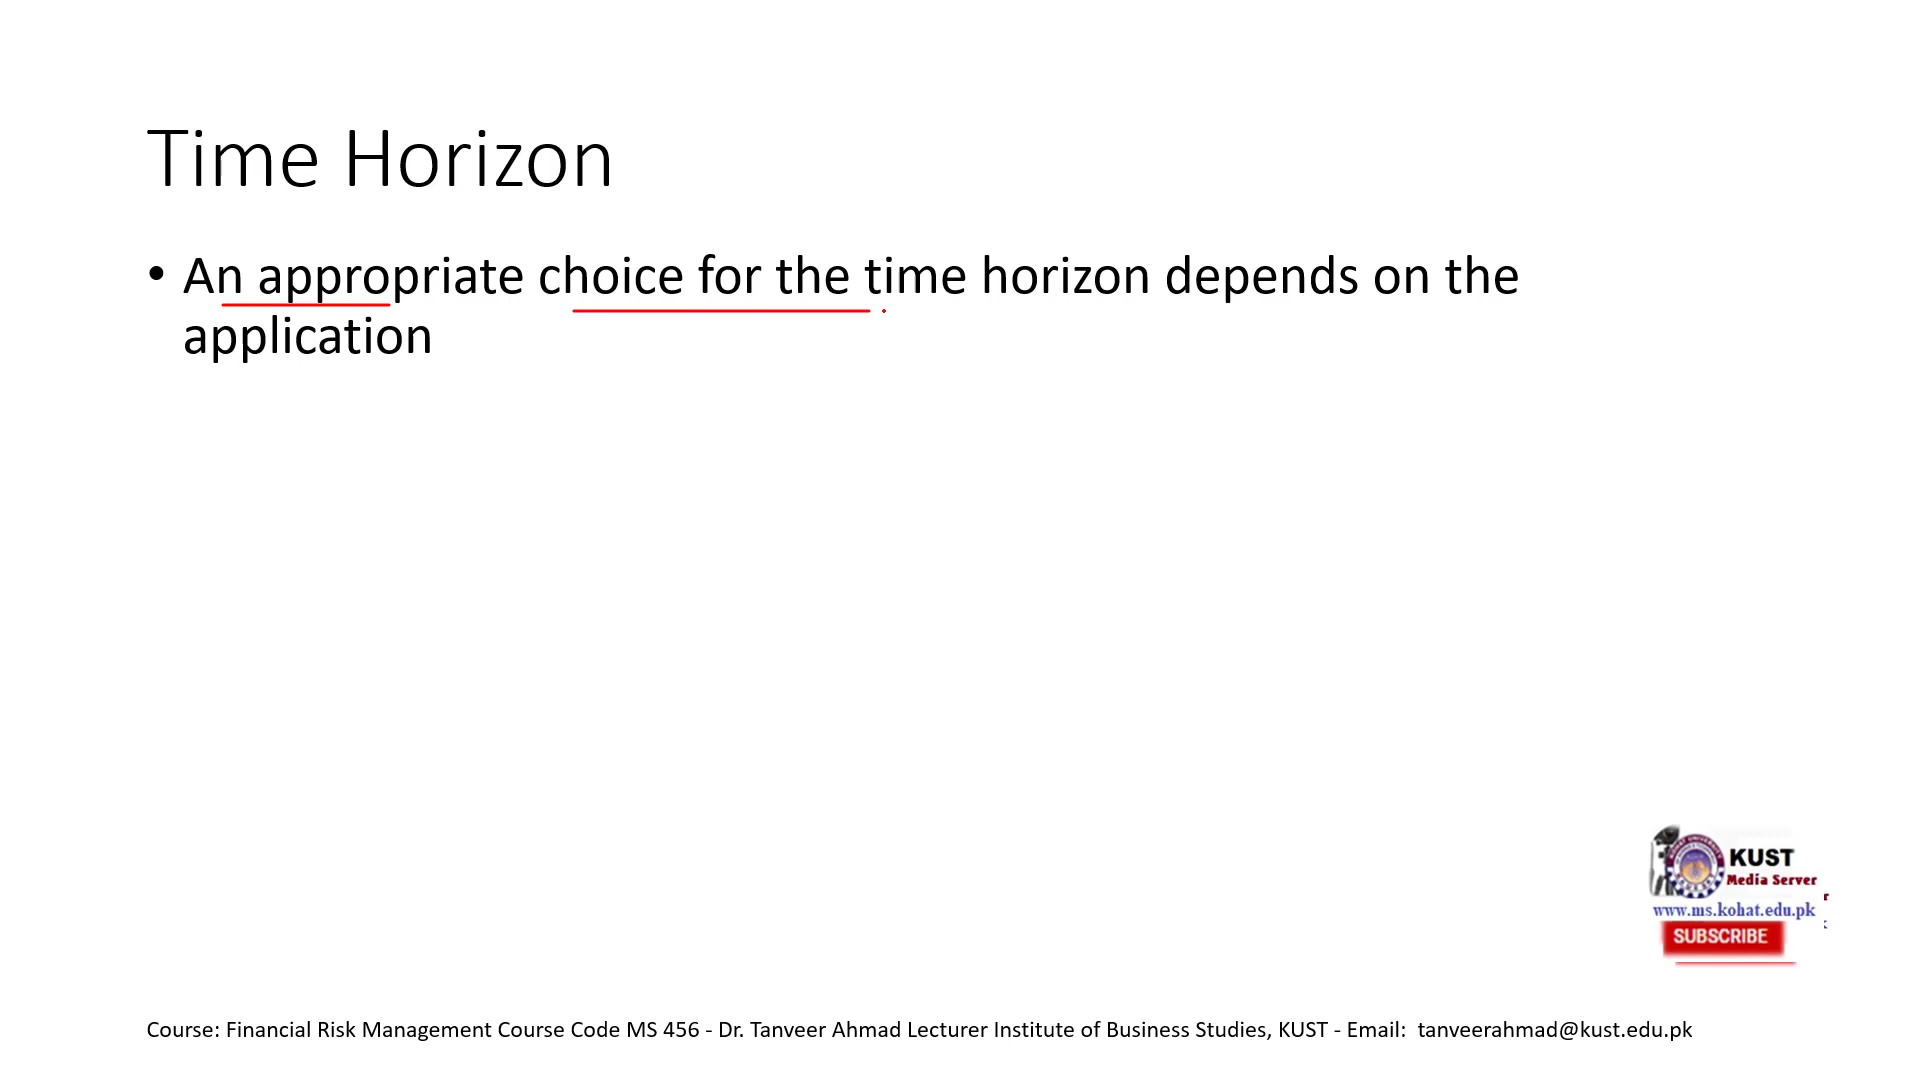 Time Horizon
• An appropriate choice for the time horizon depends on the
application
KUST
Media Server
www.ms.kohat.edu.pk
SUBSCRIBE
Course: Financial Risk Management Course Code MS 456 - Dr. Tanveer Ahmad Lecturer Institute of Business Studies, KUST - Email: tanveerahmad@kust.edu.pk